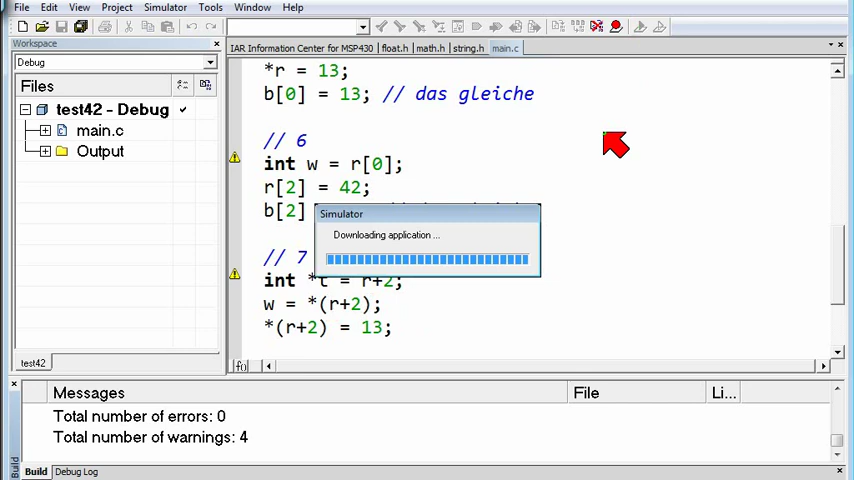 File Edit View Project Simulator Tools Window Help
Workspace
Debug
Files
test42 - Debug
main.c
Output
test42
IAR Information Center for MSP430 float.h math.h string.h main.c
*r = 13;
b[0] = 13; // das gleiche
// 6
int w = r[0];
r[2] = 42;
b[2]
// 7
int *t = r+2;
w = *(r+2);
*(r+2) = 13;
f()
Simulator
Downloading application ...
Messages File Li...
Total number of errors: 0
Total number of warnings: 4
Build
Build Debug Log